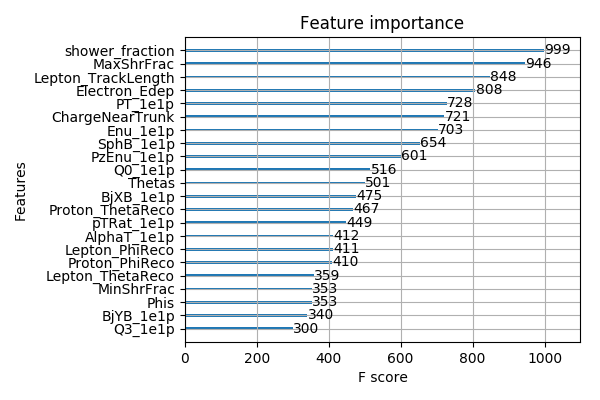 Feature importance
shower_fraction 999
MaxShrFrac 946
Lepton_TrackLength 848
Electron_Edep 808
PT_1e1p 728
ChargeNearTrunk 721
Enu_1e1p 703
SphB_1e1p 654
PzEnu_1e1p 601
Q0_1e1p 516
Thetas 501
BjXB_1e1p 475
Proton_ThetaReco 467
pTRat_1e1p 449
AlphaT_1e1p 412
Lepton_PhiReco 411
Proton_PhiReco 410
Lepton_ThetaReco 359
MinShrFrac 353
Phis 353
BjYB_1e1p 340
Q3_1e1p 300
Features
0 200 400 600 800 1000
F score